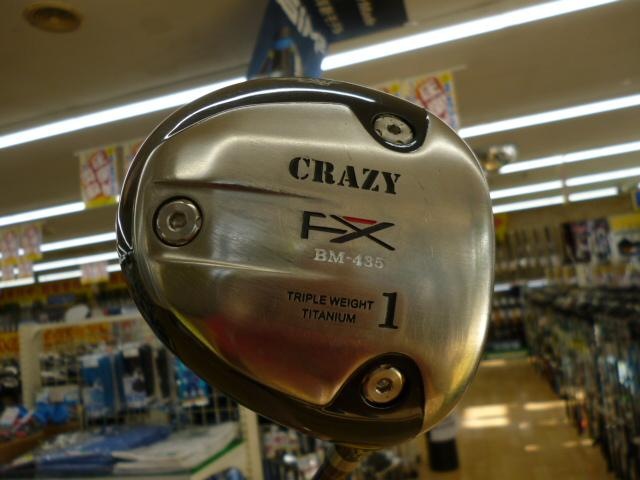 CRAZY
FX
BM-435
TRIPLE WEIGHT
TITANIUM
1